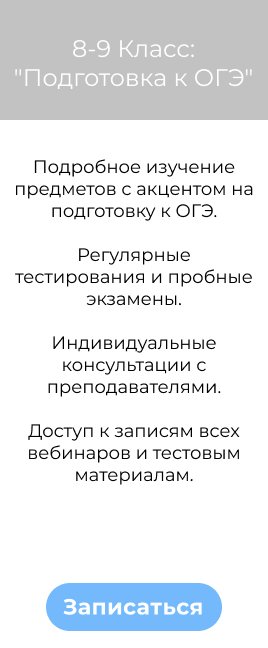 8-9 Класс:
"Подготовка к ОГЭ"
Подробное изучение
предметов с акцентом на
подготовку к ОГЭ.
Регулярные
тестирования и пробные
экзамены.
Индивидуальные
консультации с
преподавателями.
Доступ к записям всех
вебинаров и тестовым
материалам.
Записаться